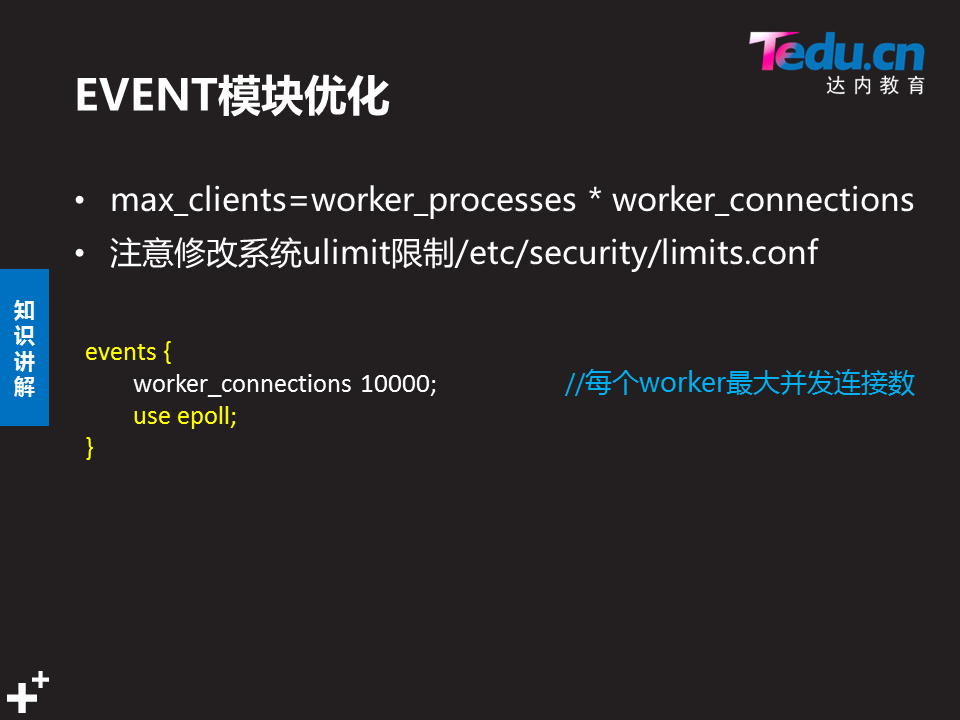 Tedu.cn
达内教育
EVENT模块优化
• max_clients=worker_processes * worker_connections
• 注意修改系统ulimit限制/etc/security/limits.conf
知识讲解
events {
worker_connections 10000; //每个worker最大并发连接数
use epoll;
}